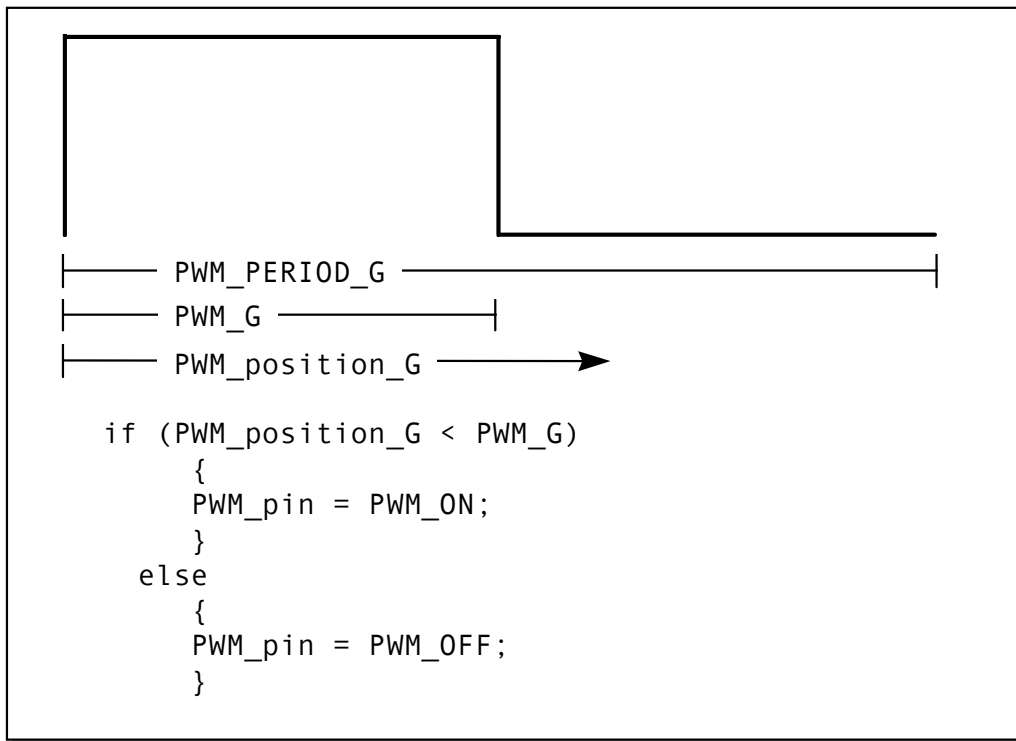 PWM_PERIOD_G
PWM_G
PWM_position_G
if (PWM_position_G < PWM_G)
{
PWM_pin = PWM_ON;
}
else
{
PWM_pin = PWM_OFF;
}